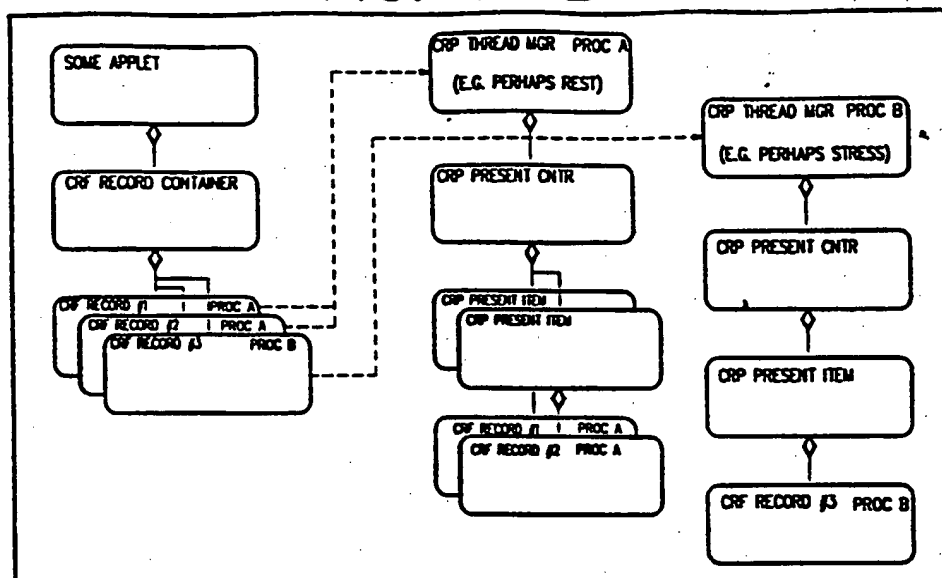 SOME APPLET
CRF RECORD CONTAINER
CRF RECORD #1 PROC A
CRF RECORD #2 PROC A
CRF RECORD #3 PROC B
CRP THREAD MGR PROC A
(E.G. PERHAPS REST)
CRP PRESENT CNTR
CRP PRESENT ITEM
CRP PRESENT ITEM
CRF RECORD #1 PROC A
CRF RECORD #2 PROC A
CRP THREAD MGR PROC B
(E.G. PERHAPS STRESS)
CRP PRESENT CNTR
CRP PRESENT ITEM
CRF RECORD #3 PROC B